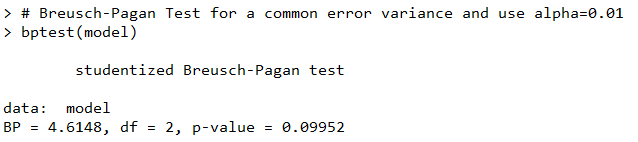 > # Breusch-Pagan Test for a common error variance and use alpha=0.01
> bptest(model)
studentized Breusch-Pagan test
data:  model
BP = 4.6148, df = 2, p-value = 0.09952